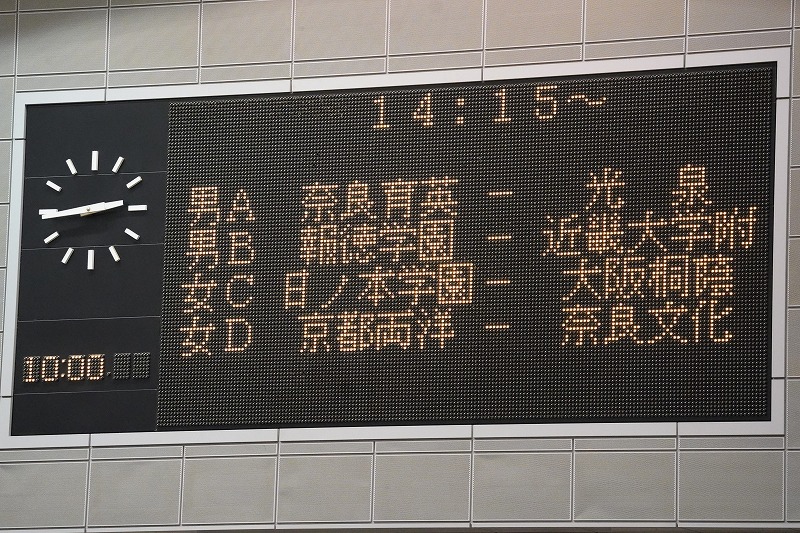 14:15〜
男A 奈良育英 － 光泉
男B 報徳学園 － 近畿大学附
女C 日ノ本学園 － 大阪桐蔭
女D 京都両洋 － 奈良文化
10:00.